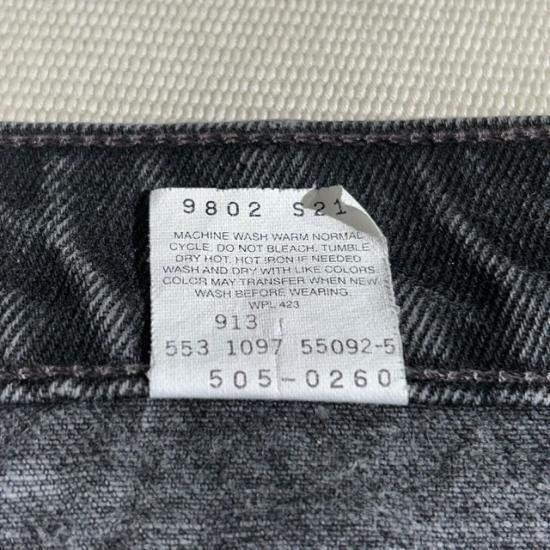 9802 S21
MACHINE WASH WARM NORMAL
CYCLE. DO NOT BLEACH. TUMBLE
DRY HOT. HOT IRON IF NEEDED
WASH AND DRY WITH LIKE COLORS.
COLOR MAY TRANSFER WHEN NEW
WASH BEFORE WEARING.
WPL 423
913
553 1097 55092-5
505-0260